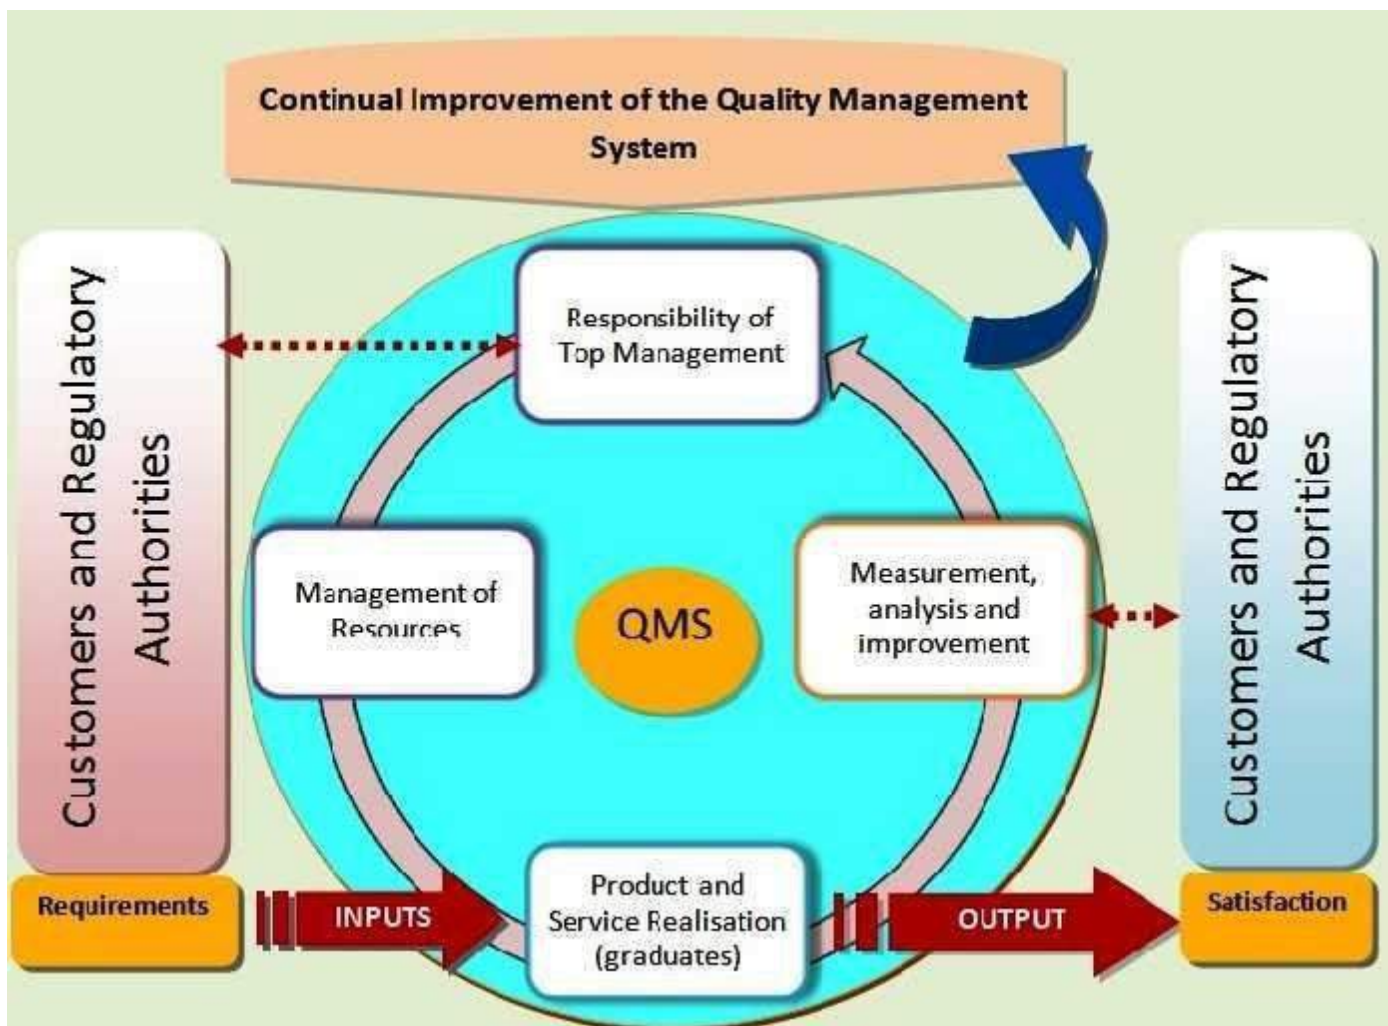 Continual Improvement of the Quality Management
System
Customers and Regulatory
Authorities
Responsibility of
Top Management
Customers and Regulatory
Authorities
Management of
Resources
QMS
Measurement,
analysis and
improvement
Requirements
INPUTS
Product and
Service Realisation
(graduates)
OUTPUT
Satisfaction